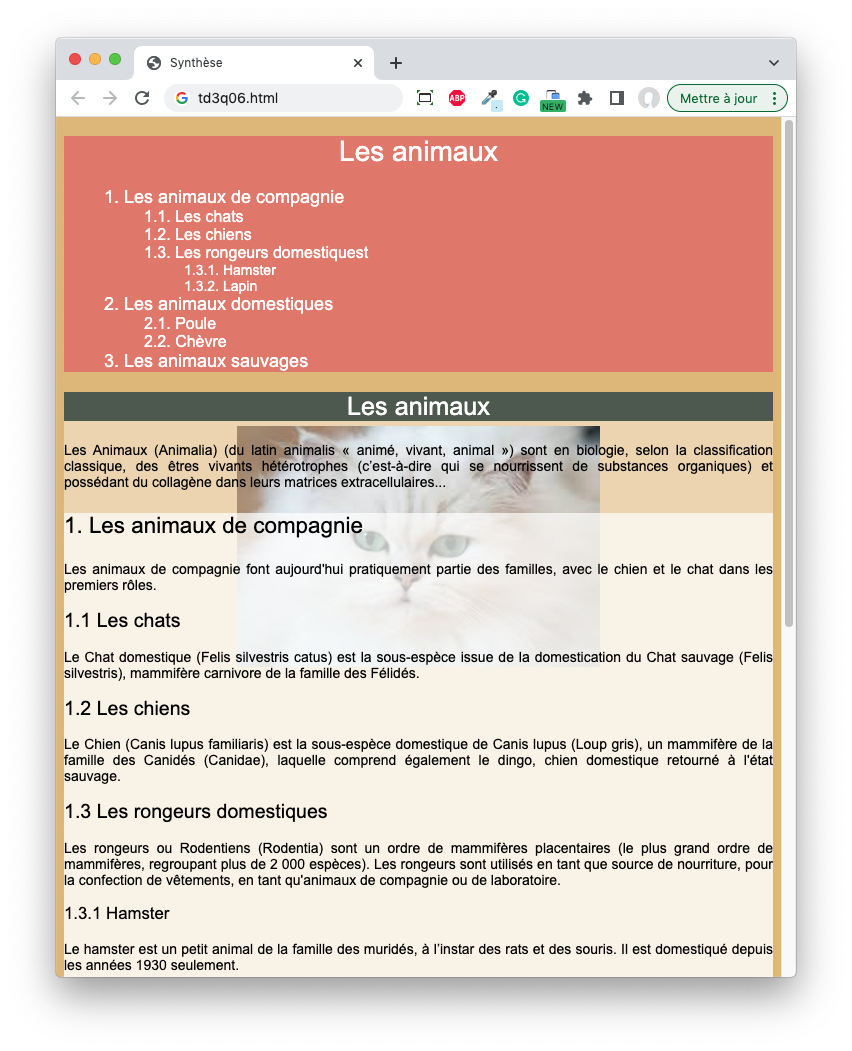 Synthèse
td3q06.html
ABP
NEW
Mettre à jour
Les animaux
1. Les animaux de compagnie
1.1. Les chats
1.2. Les chiens
1.3. Les rongeurs domestiquest
1.3.1. Hamster
1.3.2. Lapin
2. Les animaux domestiques
2.1. Poule
2.2. Chèvre
3. Les animaux sauvages
Les animaux
Les Animaux (Animalia) (du latin animalis « animé, vivant, animal ») sont en biologie, selon la classification
classique, des êtres vivants hétérotrophes (c'est-à-dire qui se nourrissent de substances organiques) et
possédant du collagène dans leurs matrices extracellulaires...
1. Les animaux de compagnie
Les animaux de compagnie font aujourd'hui pratiquement partie des familles, avec le chien et le chat dans les
premiers rôles.
1.1 Les chats
Le Chat domestique (Felis silvestris catus) est la sous-espèce issue de la domestication du Chat sauvage (Felis
silvestris), mammifère carnivore de la famille des Félidés.
1.2 Les chiens
Le Chien (Canis lupus familiaris) est la sous-espèce domestique de Canis lupus (Loup gris), un mammifère de la
famille des Canidés (Canidae), laquelle comprend également le dingo, chien domestique retourné à l'état
sauvage.
1.3 Les rongeurs domestiques
Les rongeurs ou Rodentiens (Rodentia) sont un ordre de mammifères placentaires (le plus grand ordre de
mammifères, regroupant plus de 2 000 espèces). Les rongeurs sont utilisés en tant que source de nourriture, pour
la confection de vêtements, en tant qu'animaux de compagnie ou de laboratoire.
1.3.1 Hamster
Le hamster est un petit animal de la famille des muridés, à l'instar des rats et des souris. Il est domestiqué depuis
les années 1930 seulement.